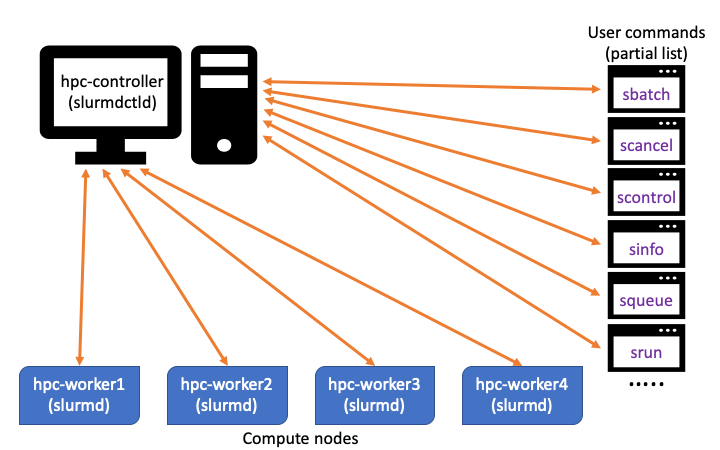 User commands
(partial list)
hpc-controller
(slurmdctld)
sbatch
scancel
scontrol
sinfo
squeue
srun
.....
hpc-worker1
(slurmd)
hpc-worker2
(slurmd)
hpc-worker3
(slurmd)
hpc-worker4
(slurmd)
Compute nodes